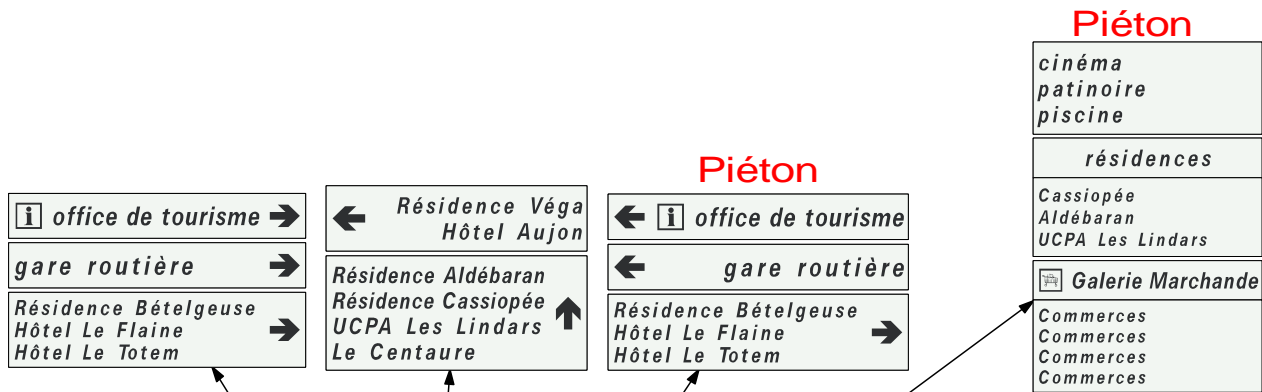 office de tourisme
gare routière
Résidence Bételgeuse
Hôtel Le Flaine
Hôtel Le Totem
Résidence Véga
Hôtel Aujon
Résidence Aldébaran
Résidence Cassiopée
UCPA Les Lindars
Le Centaure
Piéton
i office de tourisme
gare routière
Résidence Bételgeuse
Hôtel Le Flaine
Hôtel Le Totem
Piéton
cinéma
patinoire
piscine
résidences
Cassiopée
Aldébaran
UCPA Les Lindars
Galerie Marchande
Commerces
Commerces
Commerces
Commerces